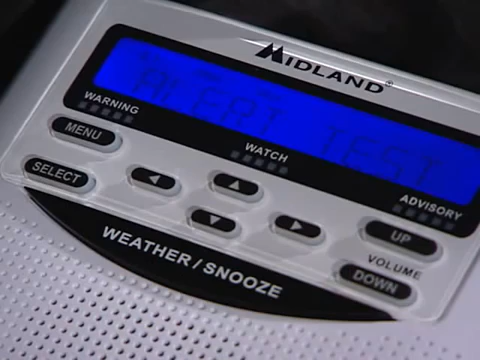 MIDLAND®
ALERT TEST
WARNING
WATCH
ADVISORY
MENU
SELECT
UP
VOLUME
DOWN
WEATHER/SNOOZE